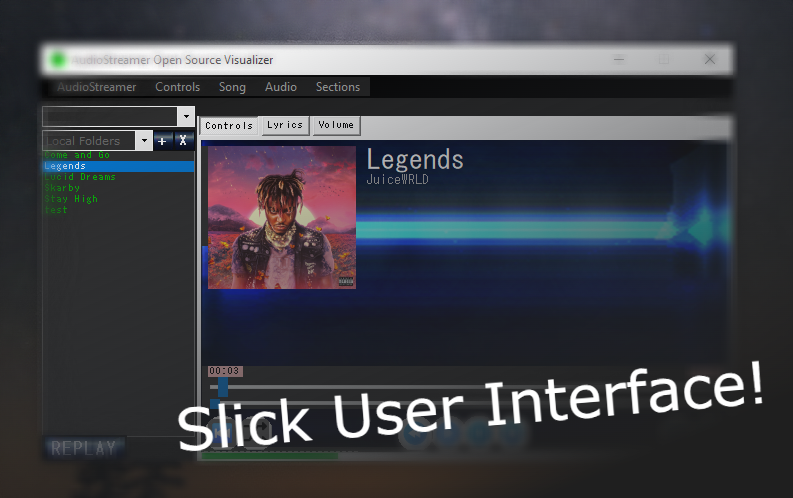 AudioStreamer Open Source Visualizer
AudioStreamer Controls Song Audio Sections
Local Folders + X
Come and Go
Legends
Lucid Dreams
Skarby
Stay High
test
REPLAY
Controls Lyrics Volume
Legends
JuiceWRLD
00:03
Slick User Interface!